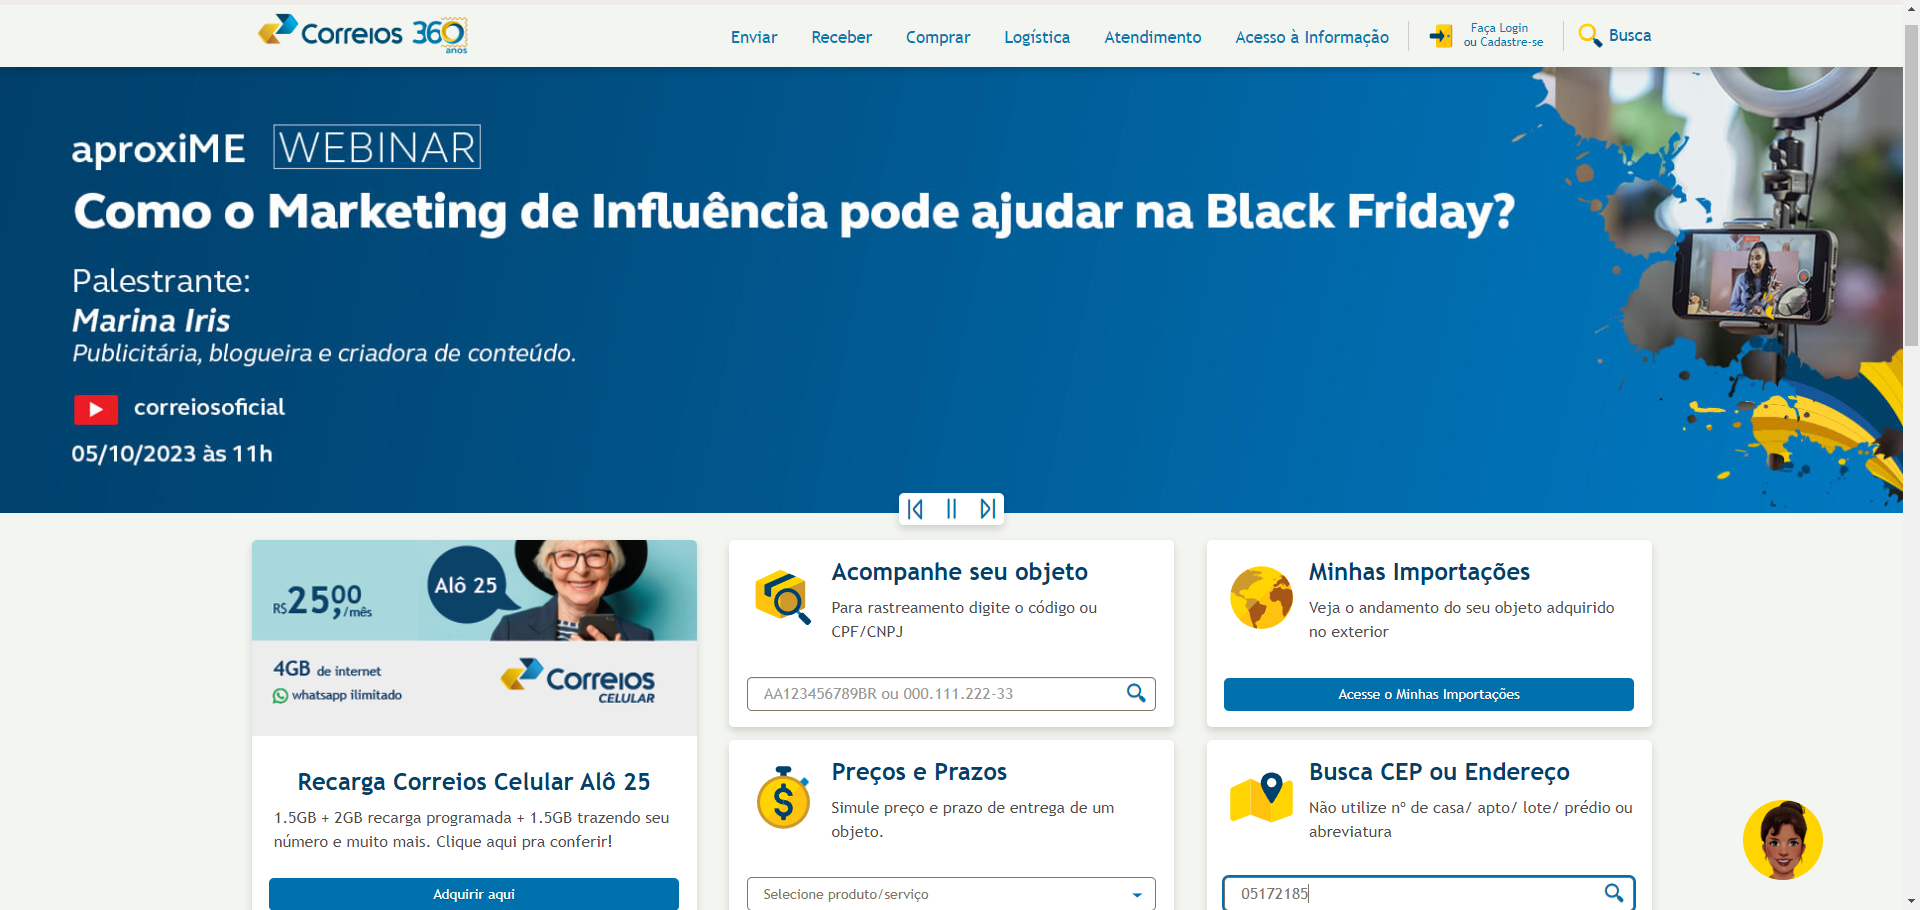 Correios 360
anos
Enviar
Receber
Comprar
Logística
Atendimento
Acesso à Informação
Faça Login
ou Cadastre-se
Busca
aproxiME WEBINAR
Como o Marketing de Influência pode ajudar na Black Friday?
Palestrante:
Marina Iris
Publicitária, blogueira e criadora de conteúdo.
correiosoficial
05/10/2023 às 11h
R$25,00/mês
Alô 25
4GB de internet
whatsapp ilimitado
Correios
CELULAR
Recarga Correios Celular Alô 25
1.5GB + 2GB recarga programada + 1.5GB trazendo seu
número e muito mais. Clique aqui pra conferir!
Adquirir aqui
Acompanhe seu objeto
Para rastreamento digite o código ou
CPF/CNPJ
AA123456789BR ou 000.111.222-33
Minhas Importações
Veja o andamento do seu objeto adquirido
no exterior
Acesse o Minhas Importações
Preços e Prazos
Simule preço e prazo de entrega de um
objeto.
Selecione produto/serviço
Busca CEP ou Endereço
Não utilize nº de casa/ apto/ lote/ prédio ou
abreviatura
05172185